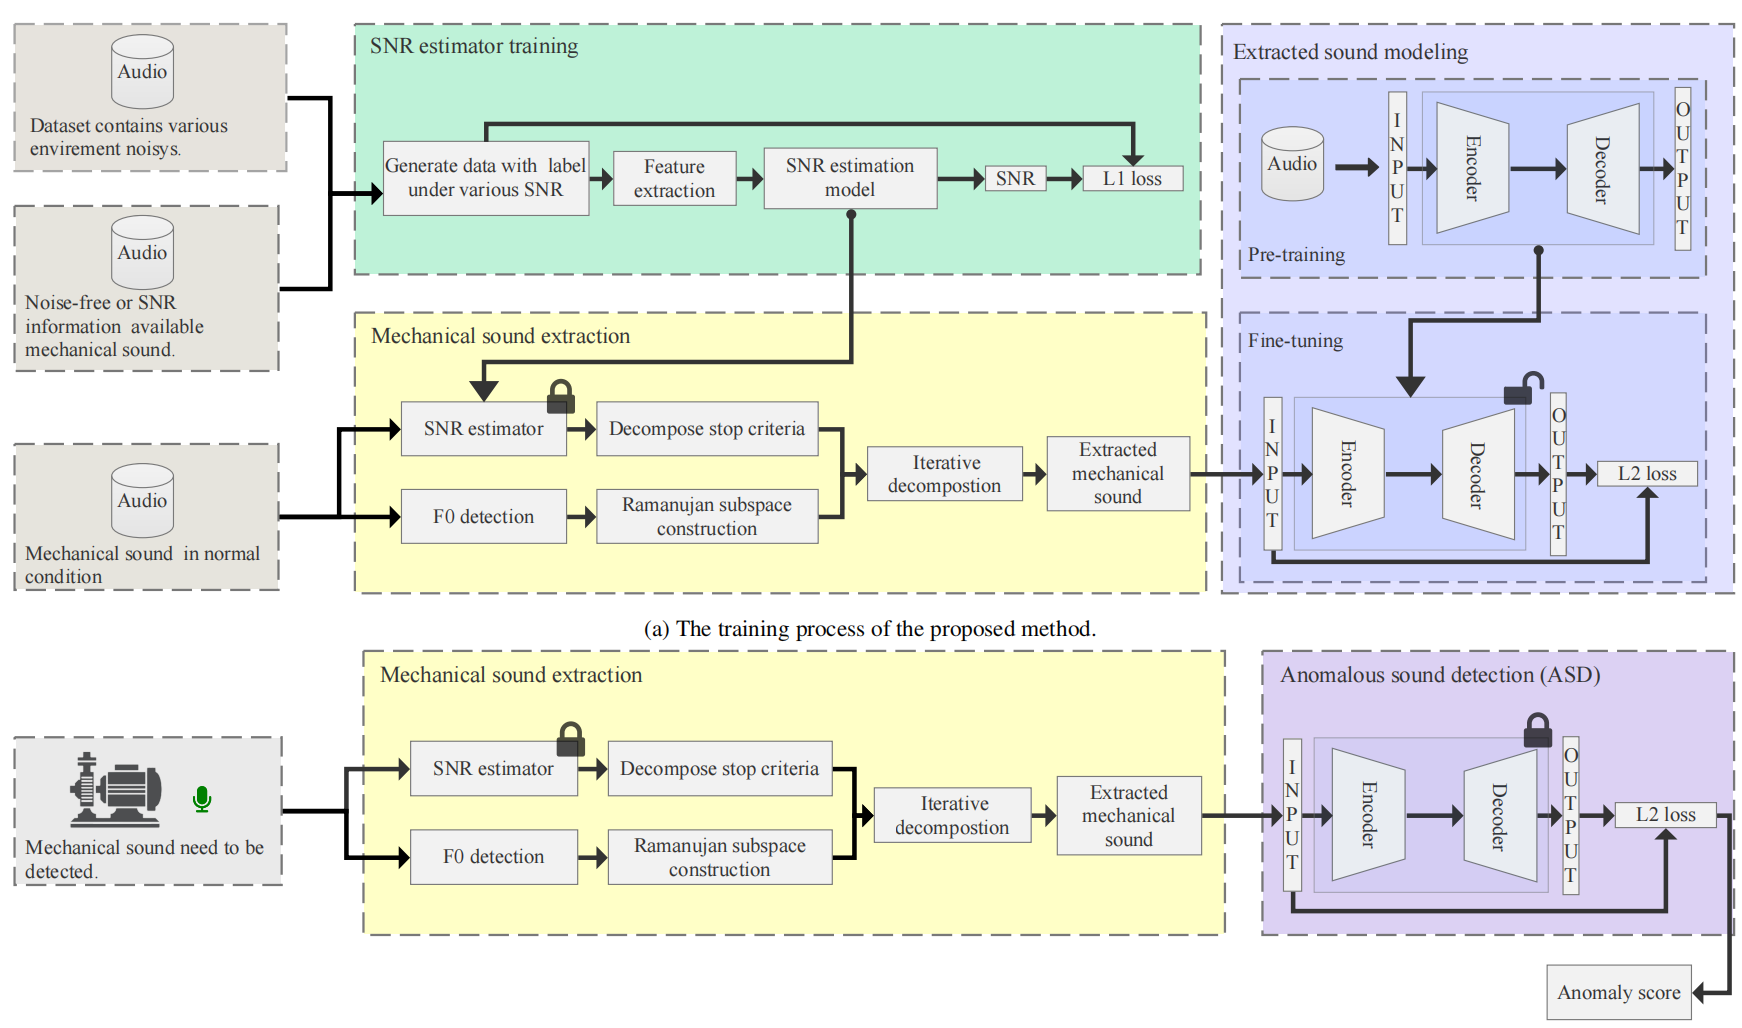 Audio
Dataset contains various
envirement noisys.
Audio
Noise-free or SNR
information available
mechanical sound.
SNR estimator training
Generate data with label
under various SNR
Feature
extraction
SNR estimation
model
SNR
L1 loss
Extracted sound modeling
Audio
INPUT
Encoder
Decoder
OUTPUT
Pre-training
Audio
Mechanical sound in normal
condition
Mechanical sound extraction
SNR estimator
Decompose stop criteria
F0 detection
Ramanujan subspace
construction
Iterative
decompostion
Extracted
mechanical
sound
Fine-tuning
INPUT
Encoder
Decoder
OUTPUT
L2 loss
(a) The training process of the proposed method.
Mechanical sound need to be
detected.
Mechanical sound extraction
SNR estimator
Decompose stop criteria
F0 detection
Ramanujan subspace
construction
Iterative
decompostion
Extracted
mechanical
sound
Anomalous sound detection (ASD)
INPUT
Encoder
Decoder
OUTPUT
L2 loss
Anomaly score